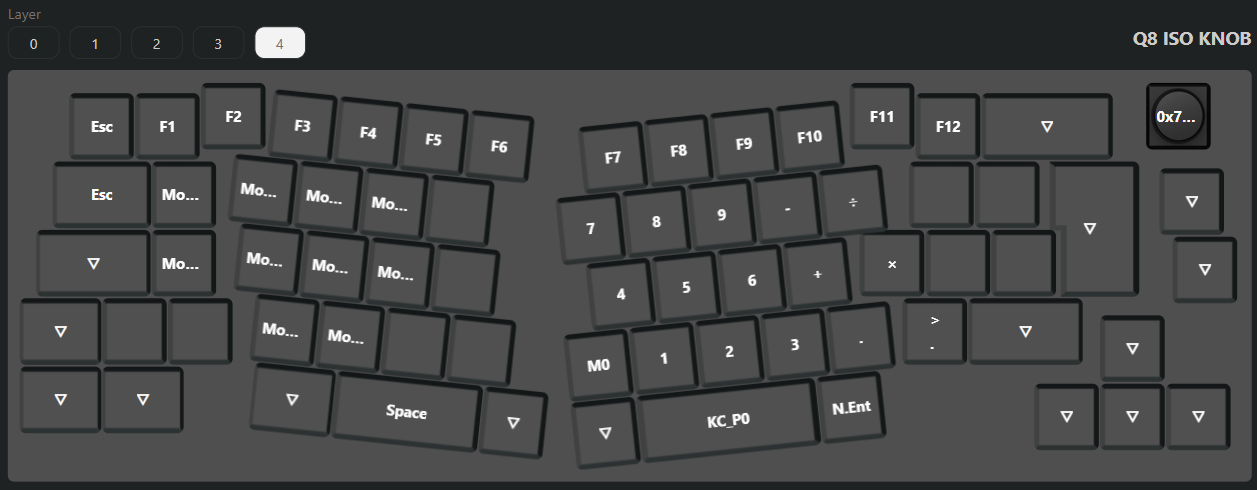 Layer
0 1 2 3 4
Q8 ISO KNOB
Esc F1 F2 F3 F4 F5 F6 F7 F8 F9 F10 F11 F12 ▽ 0x7...
Esc Mo... Mo... Mo... Mo... 7 8 9 - ÷ ▽ ▽
▽ Mo... Mo... Mo... Mo... 4 5 6 + × ▽
▽ Mo... Mo... M0 1 2 3 . >
. ▽ ▽
▽ ▽ ▽ Space ▽ ▽ KC_P0 N.Ent ▽ ▽ ▽